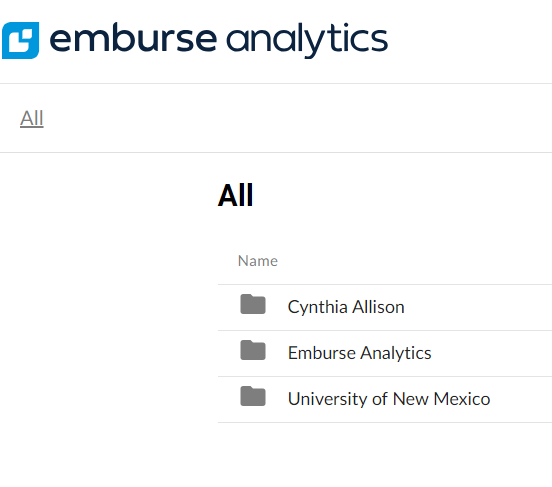 emburse analytics
All
All
Name
Cynthia Allison
Emburse Analytics
University of New Mexico